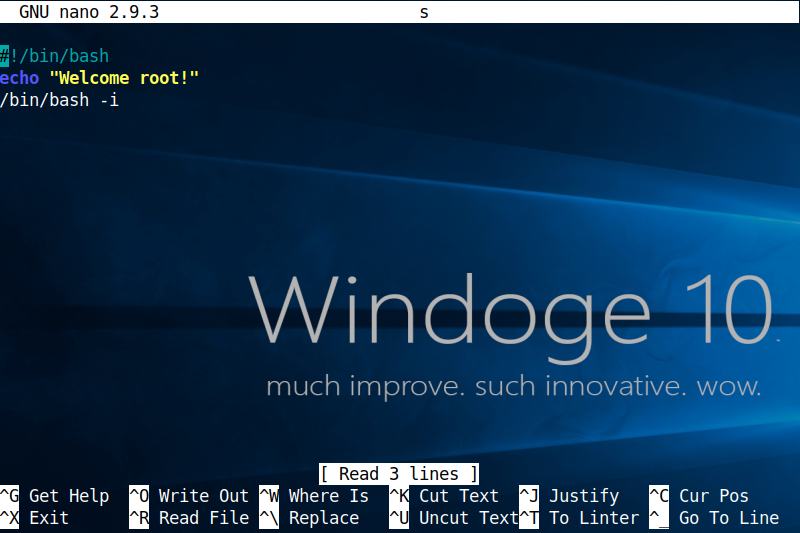 GNU nano 2.9.3 s
#!/bin/bash
echo "Welcome root!"
/bin/bash -i
Windoge 10.
much improve. such innovative. wow.
[ Read 3 lines ]
^G Get Help ^O Write Out ^W Where Is ^K Cut Text ^J Justify ^C Cur Pos
^X Exit ^R Read File ^\ Replace ^U Uncut Text ^T To Linter ^_ Go To Line